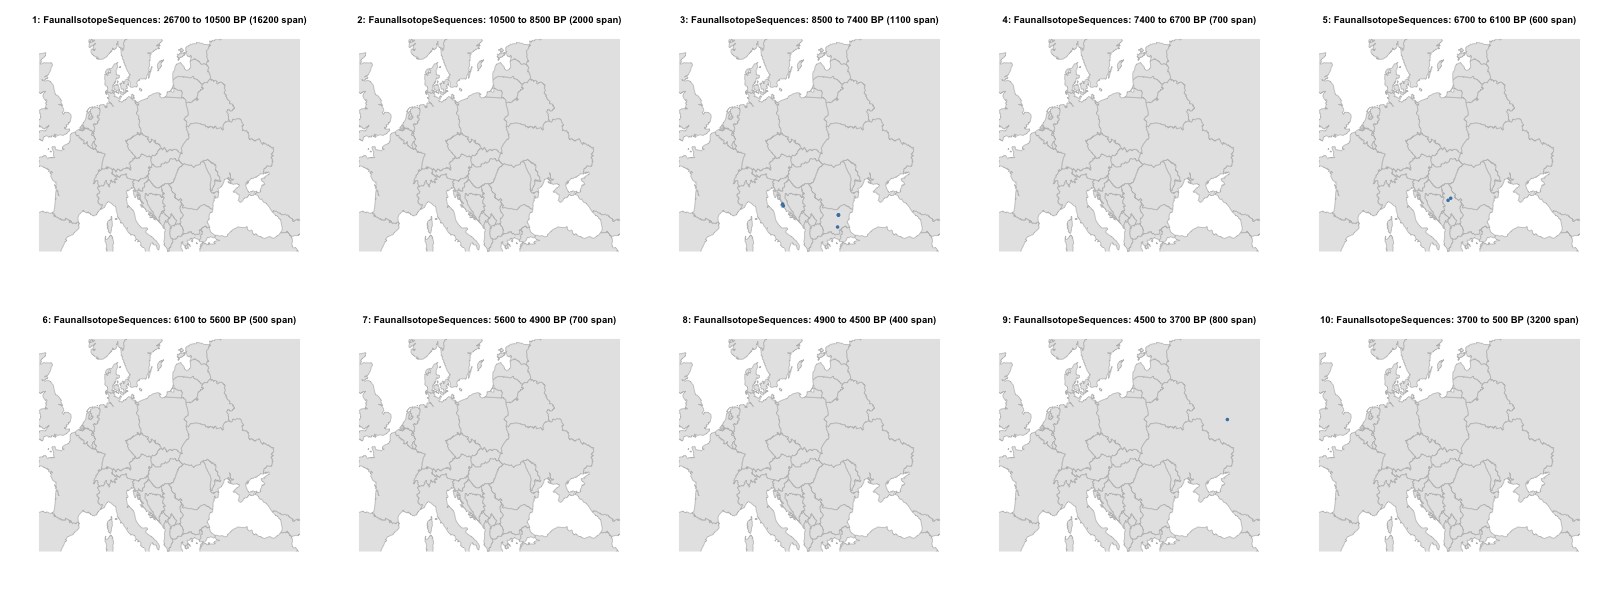 1: FaunalIsotopeSequences: 26700 to 10500 BP (16200 span)
2: FaunalIsotopeSequences: 10500 to 8500 BP (2000 span)
3: FaunalIsotopeSequences: 8500 to 7400 BP (1100 span)
4: FaunalIsotopeSequences: 7400 to 6700 BP (700 span)
5: FaunalIsotopeSequences: 6700 to 6100 BP (600 span)
6: FaunalIsotopeSequences: 6100 to 5600 BP (500 span)
7: FaunalIsotopeSequences: 5600 to 4900 BP (700 span)
8: FaunalIsotopeSequences: 4900 to 4500 BP (400 span)
9: FaunalIsotopeSequences: 4500 to 3700 BP (800 span)
10: FaunalIsotopeSequences: 3700 to 500 BP (3200 span)